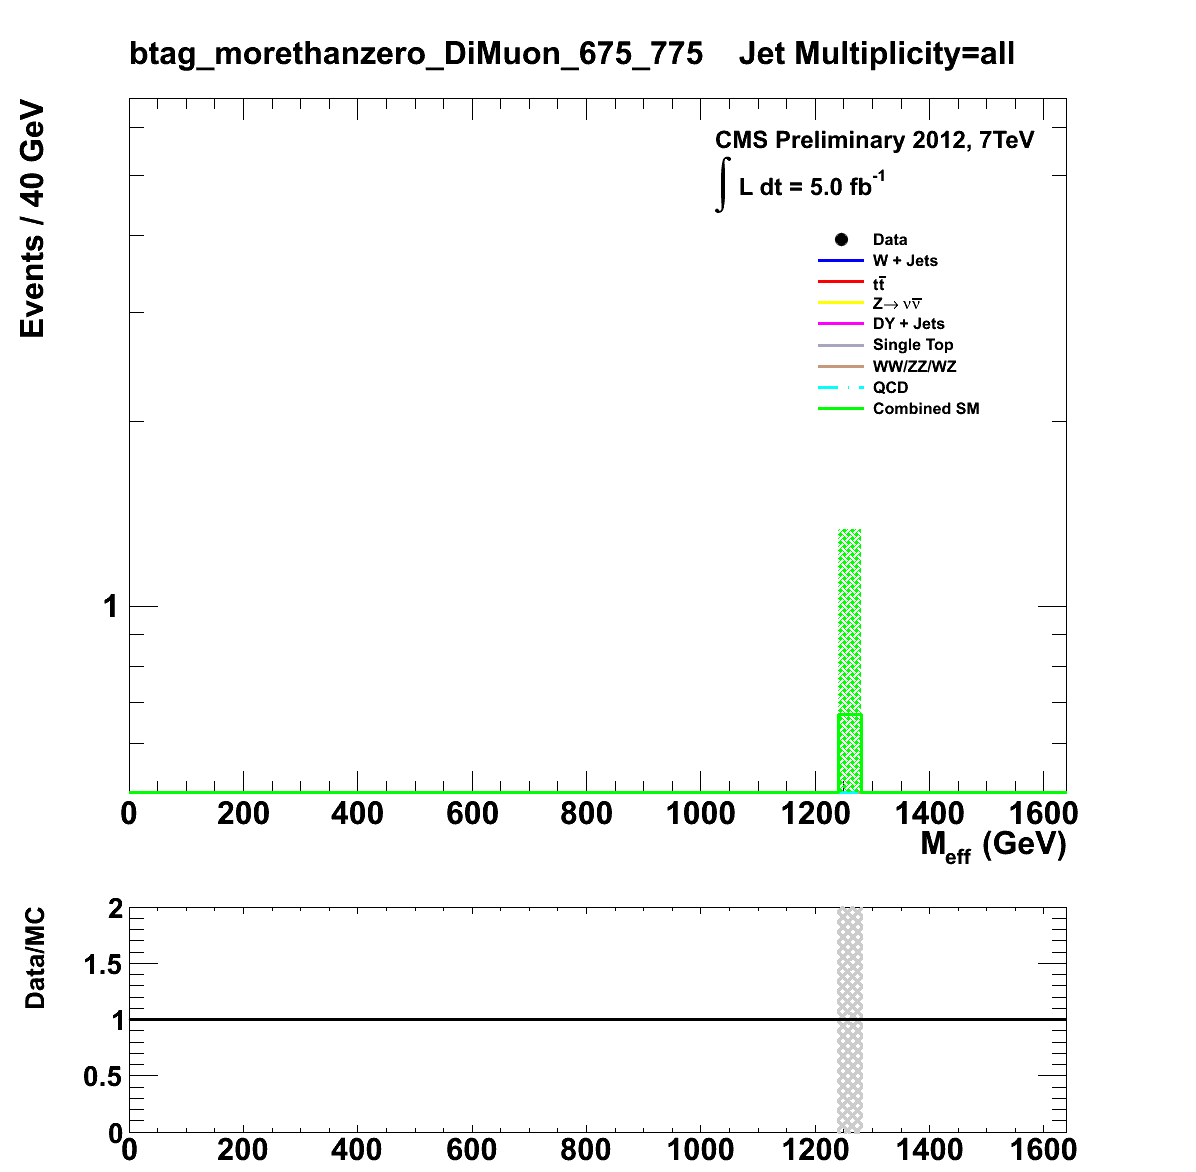 btag_morethanzero_DiMuon_675_775 Jet Multiplicity=all
Events / 40 GeV
CMS Preliminary 2012, 7TeV
∫ L dt = 5.0 fb⁻¹
Data
W + Jets
tt̅
Z→ νν̅
DY + Jets
Single Top
WW/ZZ/WZ
QCD
Combined SM
1
0 200 400 600 800 1000 1200 1400 1600
M_eff (GeV)
Data/MC
2
1.5
1
0.5
0
0 200 400 600 800 1000 1200 1400 1600